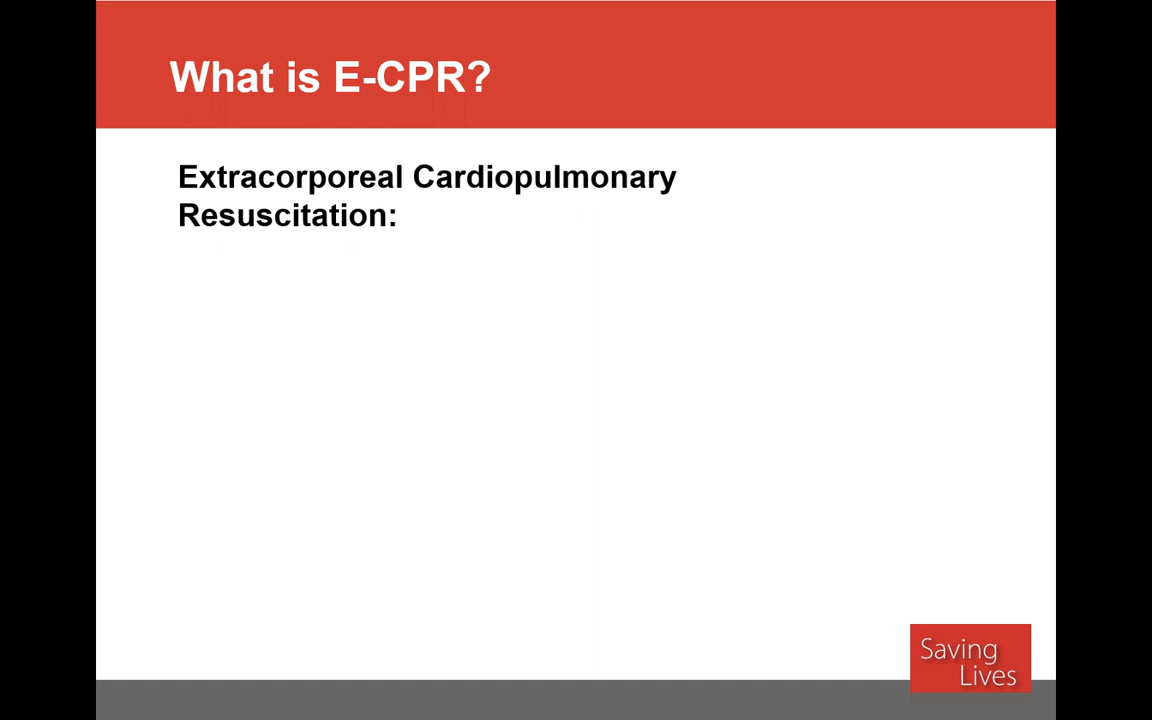 What is E-CPR?
Extracorporeal Cardiopulmonary
Resuscitation:
Saving
Lives